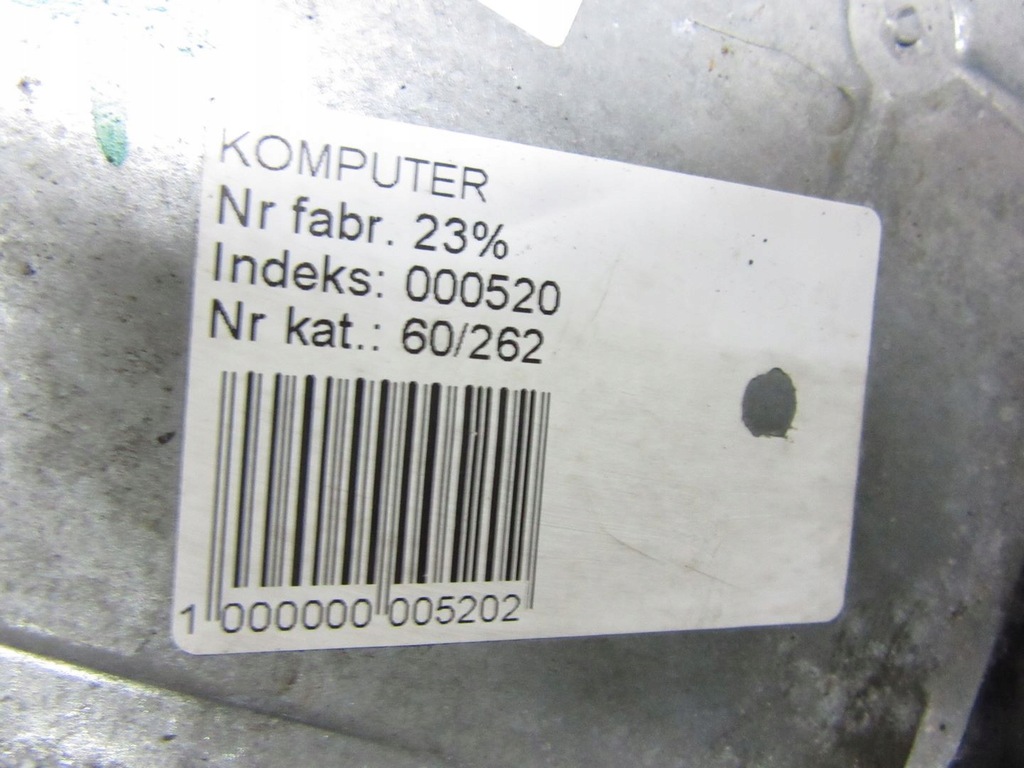 KOMPUTER
Nr fabr. 23%
Indeks: 000520
Nr kat.: 60/262
1 000000 005202